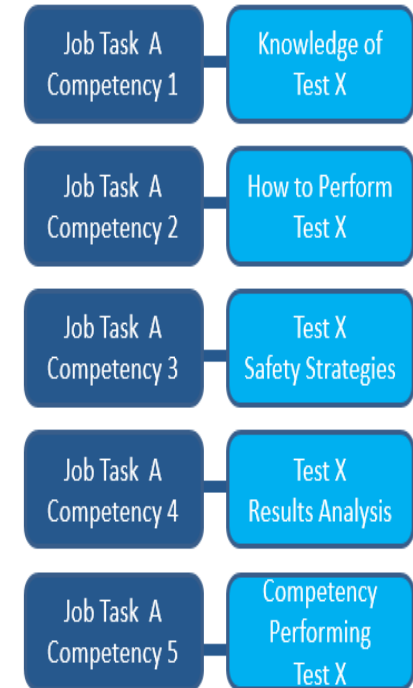 Job Task A
Competency 1
Knowledge of
Test X
Job Task A
Competency 2
How to Perform
Test X
Job Task A
Competency 3
Test X
Safety Strategies
Job Task A
Competency 4
Test X
Results Analysis
Job Task A
Competency 5
Competency
Performing
Test X